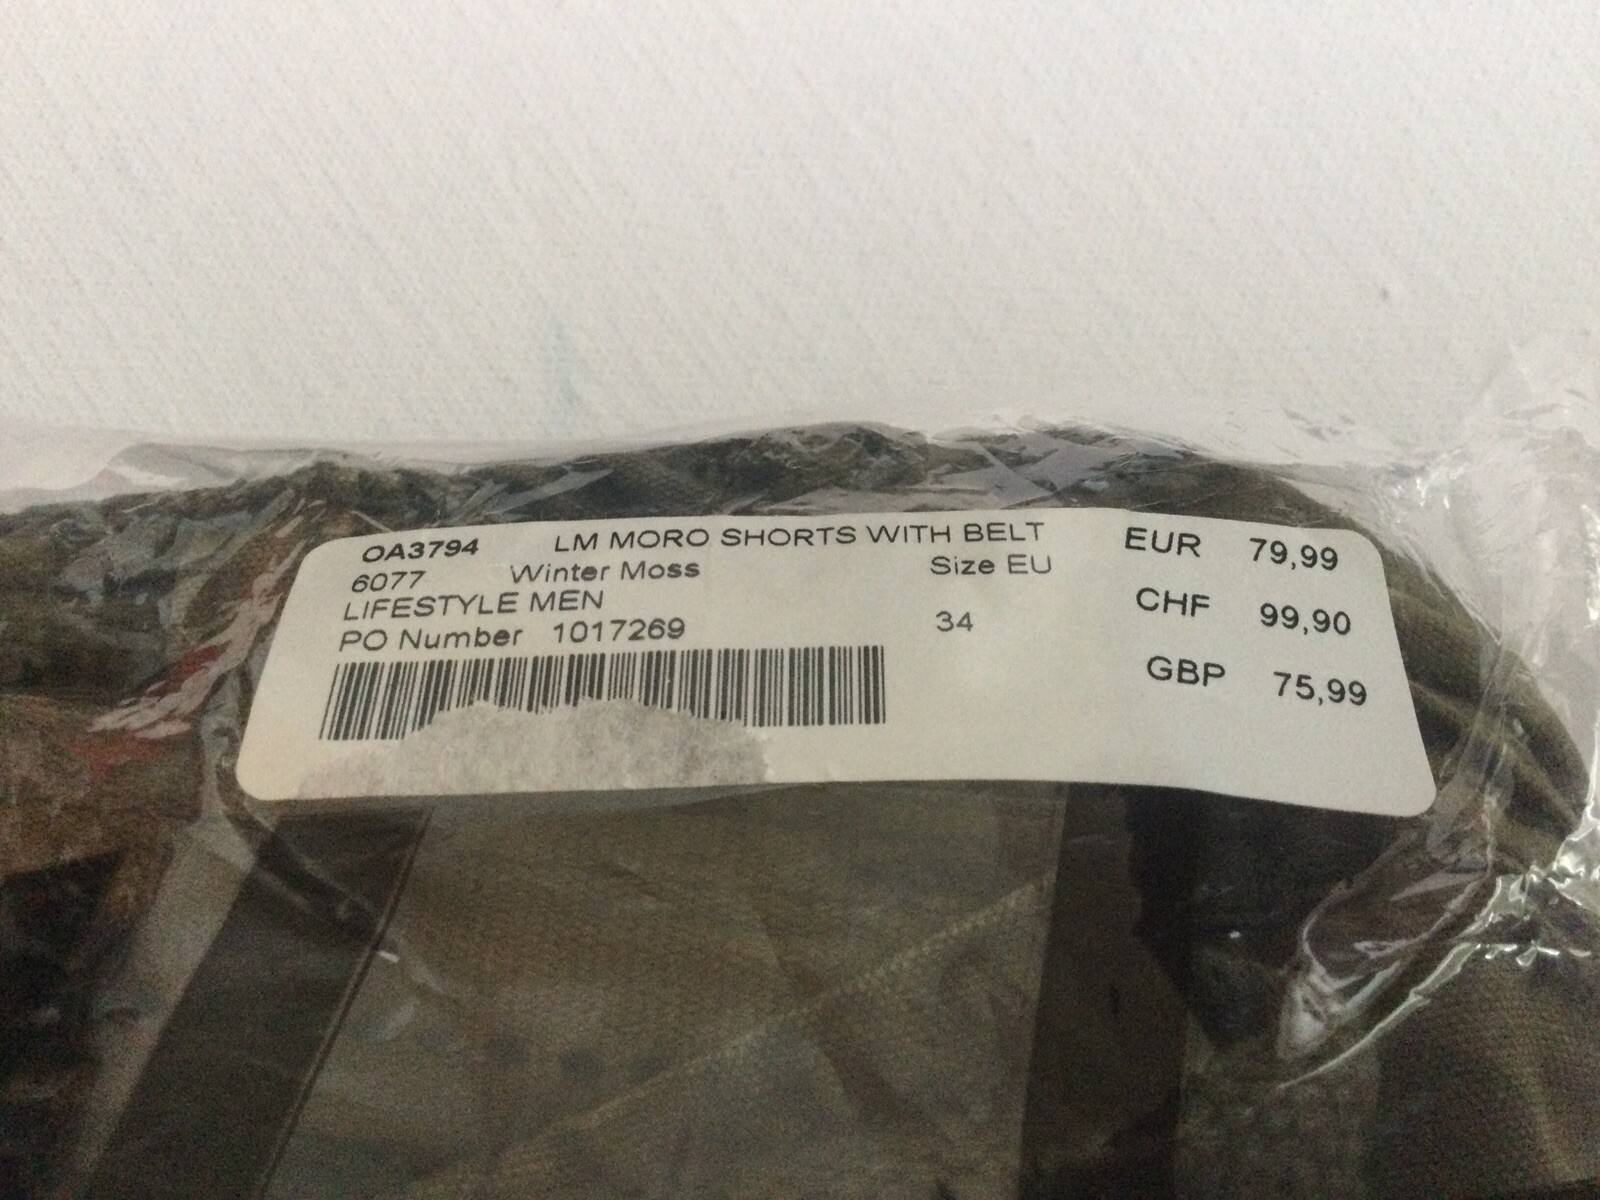 OA3794 LM MORO SHORTS WITH BELT
6077 Winter Moss Size EU
LIFESTYLE MEN
PO Number 1017269 34
EUR 79,99
CHF 99,90
GBP 75,99